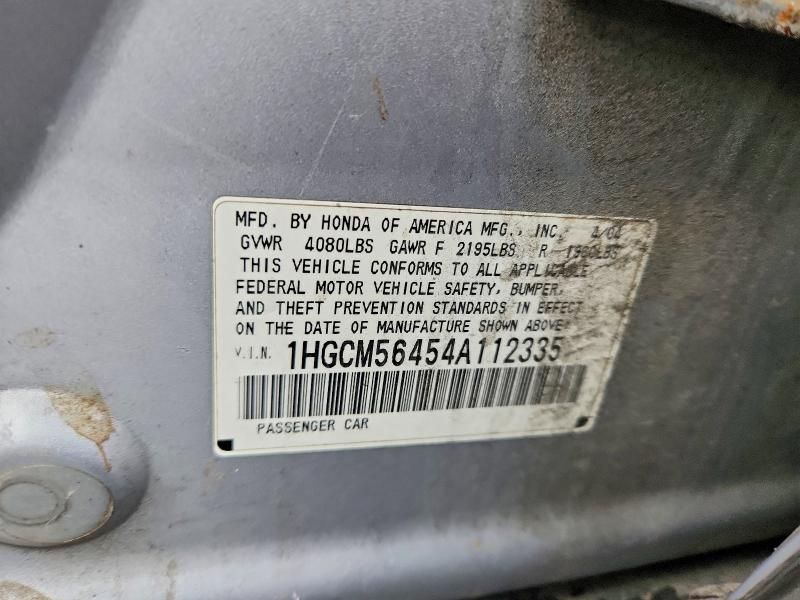 MFD. BY HONDA OF AMERICA MFG., INC. 4/04
GVWR 4080LBS GAWR F 2195LBS R 1900LBS
THIS VEHICLE CONFORMS TO ALL APPLICABLE
FEDERAL MOTOR VEHICLE SAFETY, BUMPER,
AND THEFT PREVENTION STANDARDS IN EFFECT
ON THE DATE OF MANUFACTURE SHOWN ABOVE.
V.I.N. 1HGCM56454A112335
PASSENGER CAR